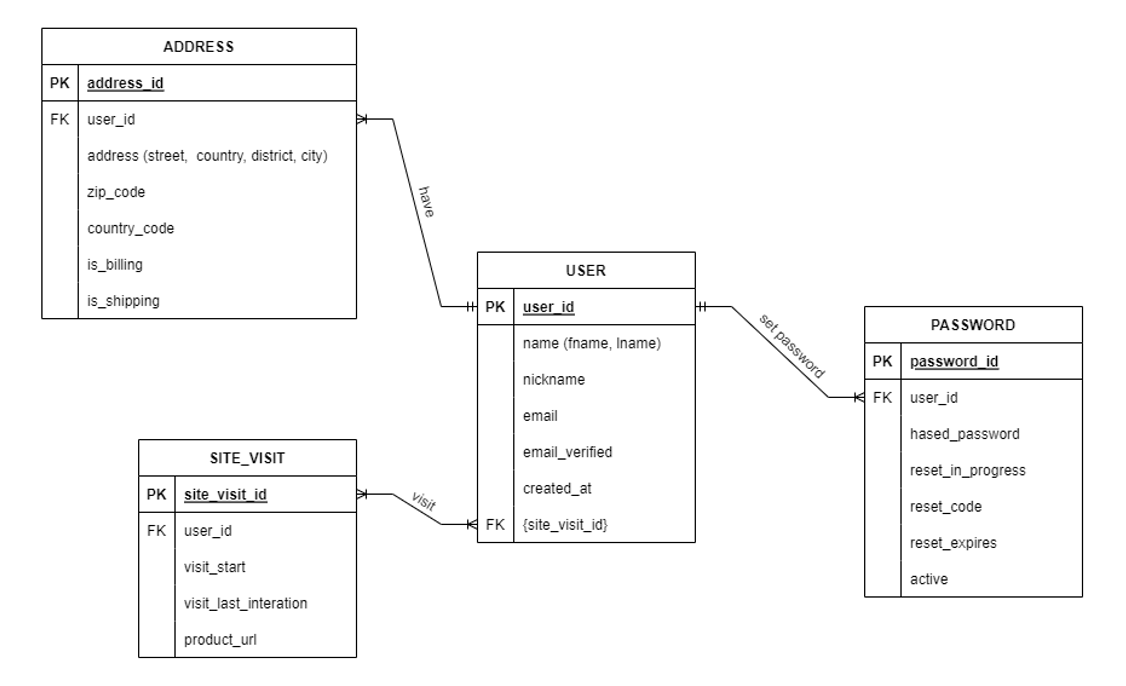 ADDRESS
PK address_id
FK user_id
address (street, country, district, city)
zip_code
country_code
is_billing
is_shipping
have
USER
PK user_id
name (fname, lname)
nickname
email
email_verified
created_at
FK {site_visit_id}
set password
PASSWORD
PK password_id
FK user_id
hased_password
reset_in_progress
reset_code
reset_expires
active
SITE_VISIT
PK site_visit_id
FK user_id
visit_start
visit_last_interation
product_url
visit